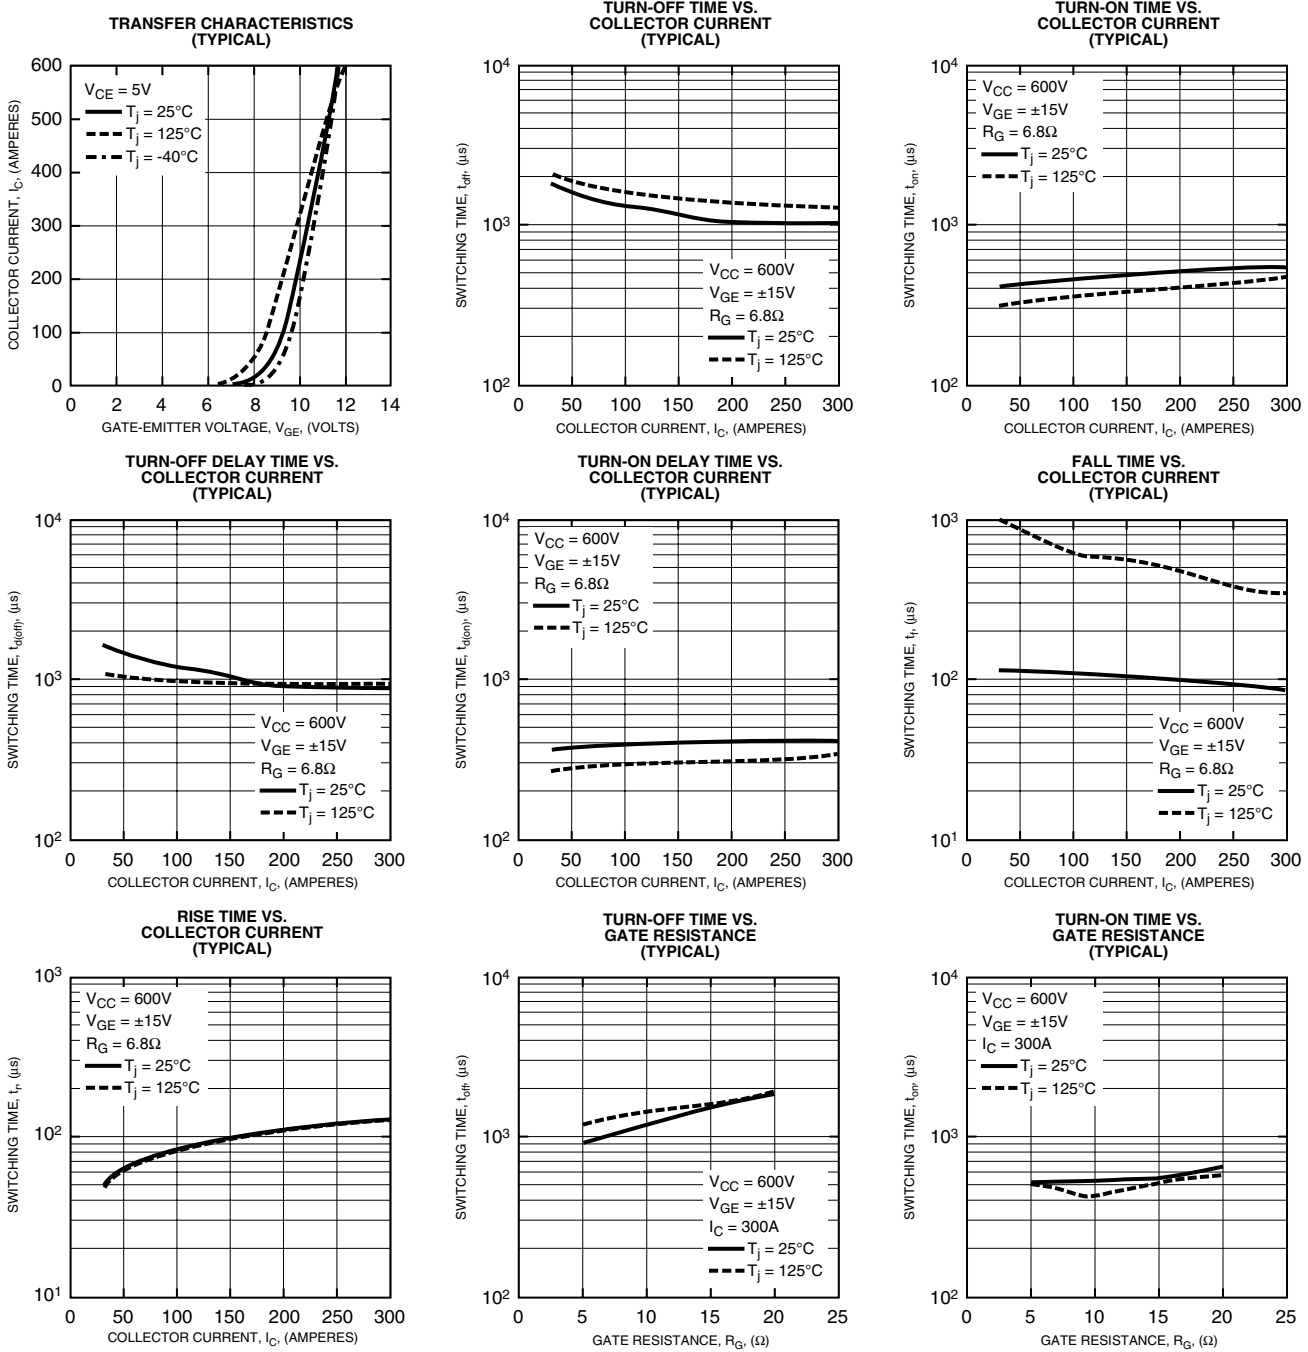 TRANSFER CHARACTERISTICS
(TYPICAL)
600
500
400
300
200
100
0
0 2 4 6 8 10 12 14
COLLECTOR CURRENT, IC, (AMPERES)
GATE-EMITTER VOLTAGE, VGE, (VOLTS)
VCE = 5V
Tj = 25°C
Tj = 125°C
Tj = -40°C
TURN-OFF TIME VS.
COLLECTOR CURRENT
(TYPICAL)
10⁴
10³
10²
0 50 100 150 200 250 300
SWITCHING TIME, toff, (µs)
COLLECTOR CURRENT, IC, (AMPERES)
VCC = 600V
VGE = ±15V
RG = 6.8Ω
Tj = 25°C
Tj = 125°C
TURN-ON TIME VS.
COLLECTOR CURRENT
(TYPICAL)
10⁴
10³
10²
0 50 100 150 200 250 300
SWITCHING TIME, ton, (µs)
COLLECTOR CURRENT, IC, (AMPERES)
VCC = 600V
VGE = ±15V
RG = 6.8Ω
Tj = 25°C
Tj = 125°C
TURN-OFF DELAY TIME VS.
COLLECTOR CURRENT
(TYPICAL)
10⁴
10³
10²
0 50 100 150 200 250 300
SWITCHING TIME, td(off), (µs)
COLLECTOR CURRENT, IC, (AMPERES)
VCC = 600V
VGE = ±15V
RG = 6.8Ω
Tj = 25°C
Tj = 125°C
TURN-ON DELAY TIME VS.
COLLECTOR CURRENT
(TYPICAL)
10⁴
10³
10²
0 50 100 150 200 250 300
SWITCHING TIME, td(on), (µs)
COLLECTOR CURRENT, IC, (AMPERES)
VCC = 600V
VGE = ±15V
RG = 6.8Ω
Tj = 25°C
Tj = 125°C
FALL TIME VS.
COLLECTOR CURRENT
(TYPICAL)
10³
10²
10¹
0 50 100 150 200 250 300
SWITCHING TIME, tf, (µs)
COLLECTOR CURRENT, IC, (AMPERES)
VCC = 600V
VGE = ±15V
RG = 6.8Ω
Tj = 25°C
Tj = 125°C
RISE TIME VS.
COLLECTOR CURRENT
(TYPICAL)
10³
10²
10¹
0 50 100 150 200 250 300
SWITCHING TIME, tr, (µs)
COLLECTOR CURRENT, IC, (AMPERES)
VCC = 600V
VGE = ±15V
RG = 6.8Ω
Tj = 25°C
Tj = 125°C
TURN-OFF TIME VS.
GATE RESISTANCE
(TYPICAL)
10⁴
10³
10²
0 5 10 15 20 25
SWITCHING TIME, toff, (µs)
GATE RESISTANCE, RG, (Ω)
VCC = 600V
VGE = ±15V
IC = 300A
Tj = 25°C
Tj = 125°C
TURN-ON TIME VS.
GATE RESISTANCE
(TYPICAL)
10⁴
10³
10²
0 5 10 15 20 25
SWITCHING TIME, ton, (µs)
GATE RESISTANCE, RG, (Ω)
VCC = 600V
VGE = ±15V
IC = 300A
Tj = 25°C
Tj = 125°C